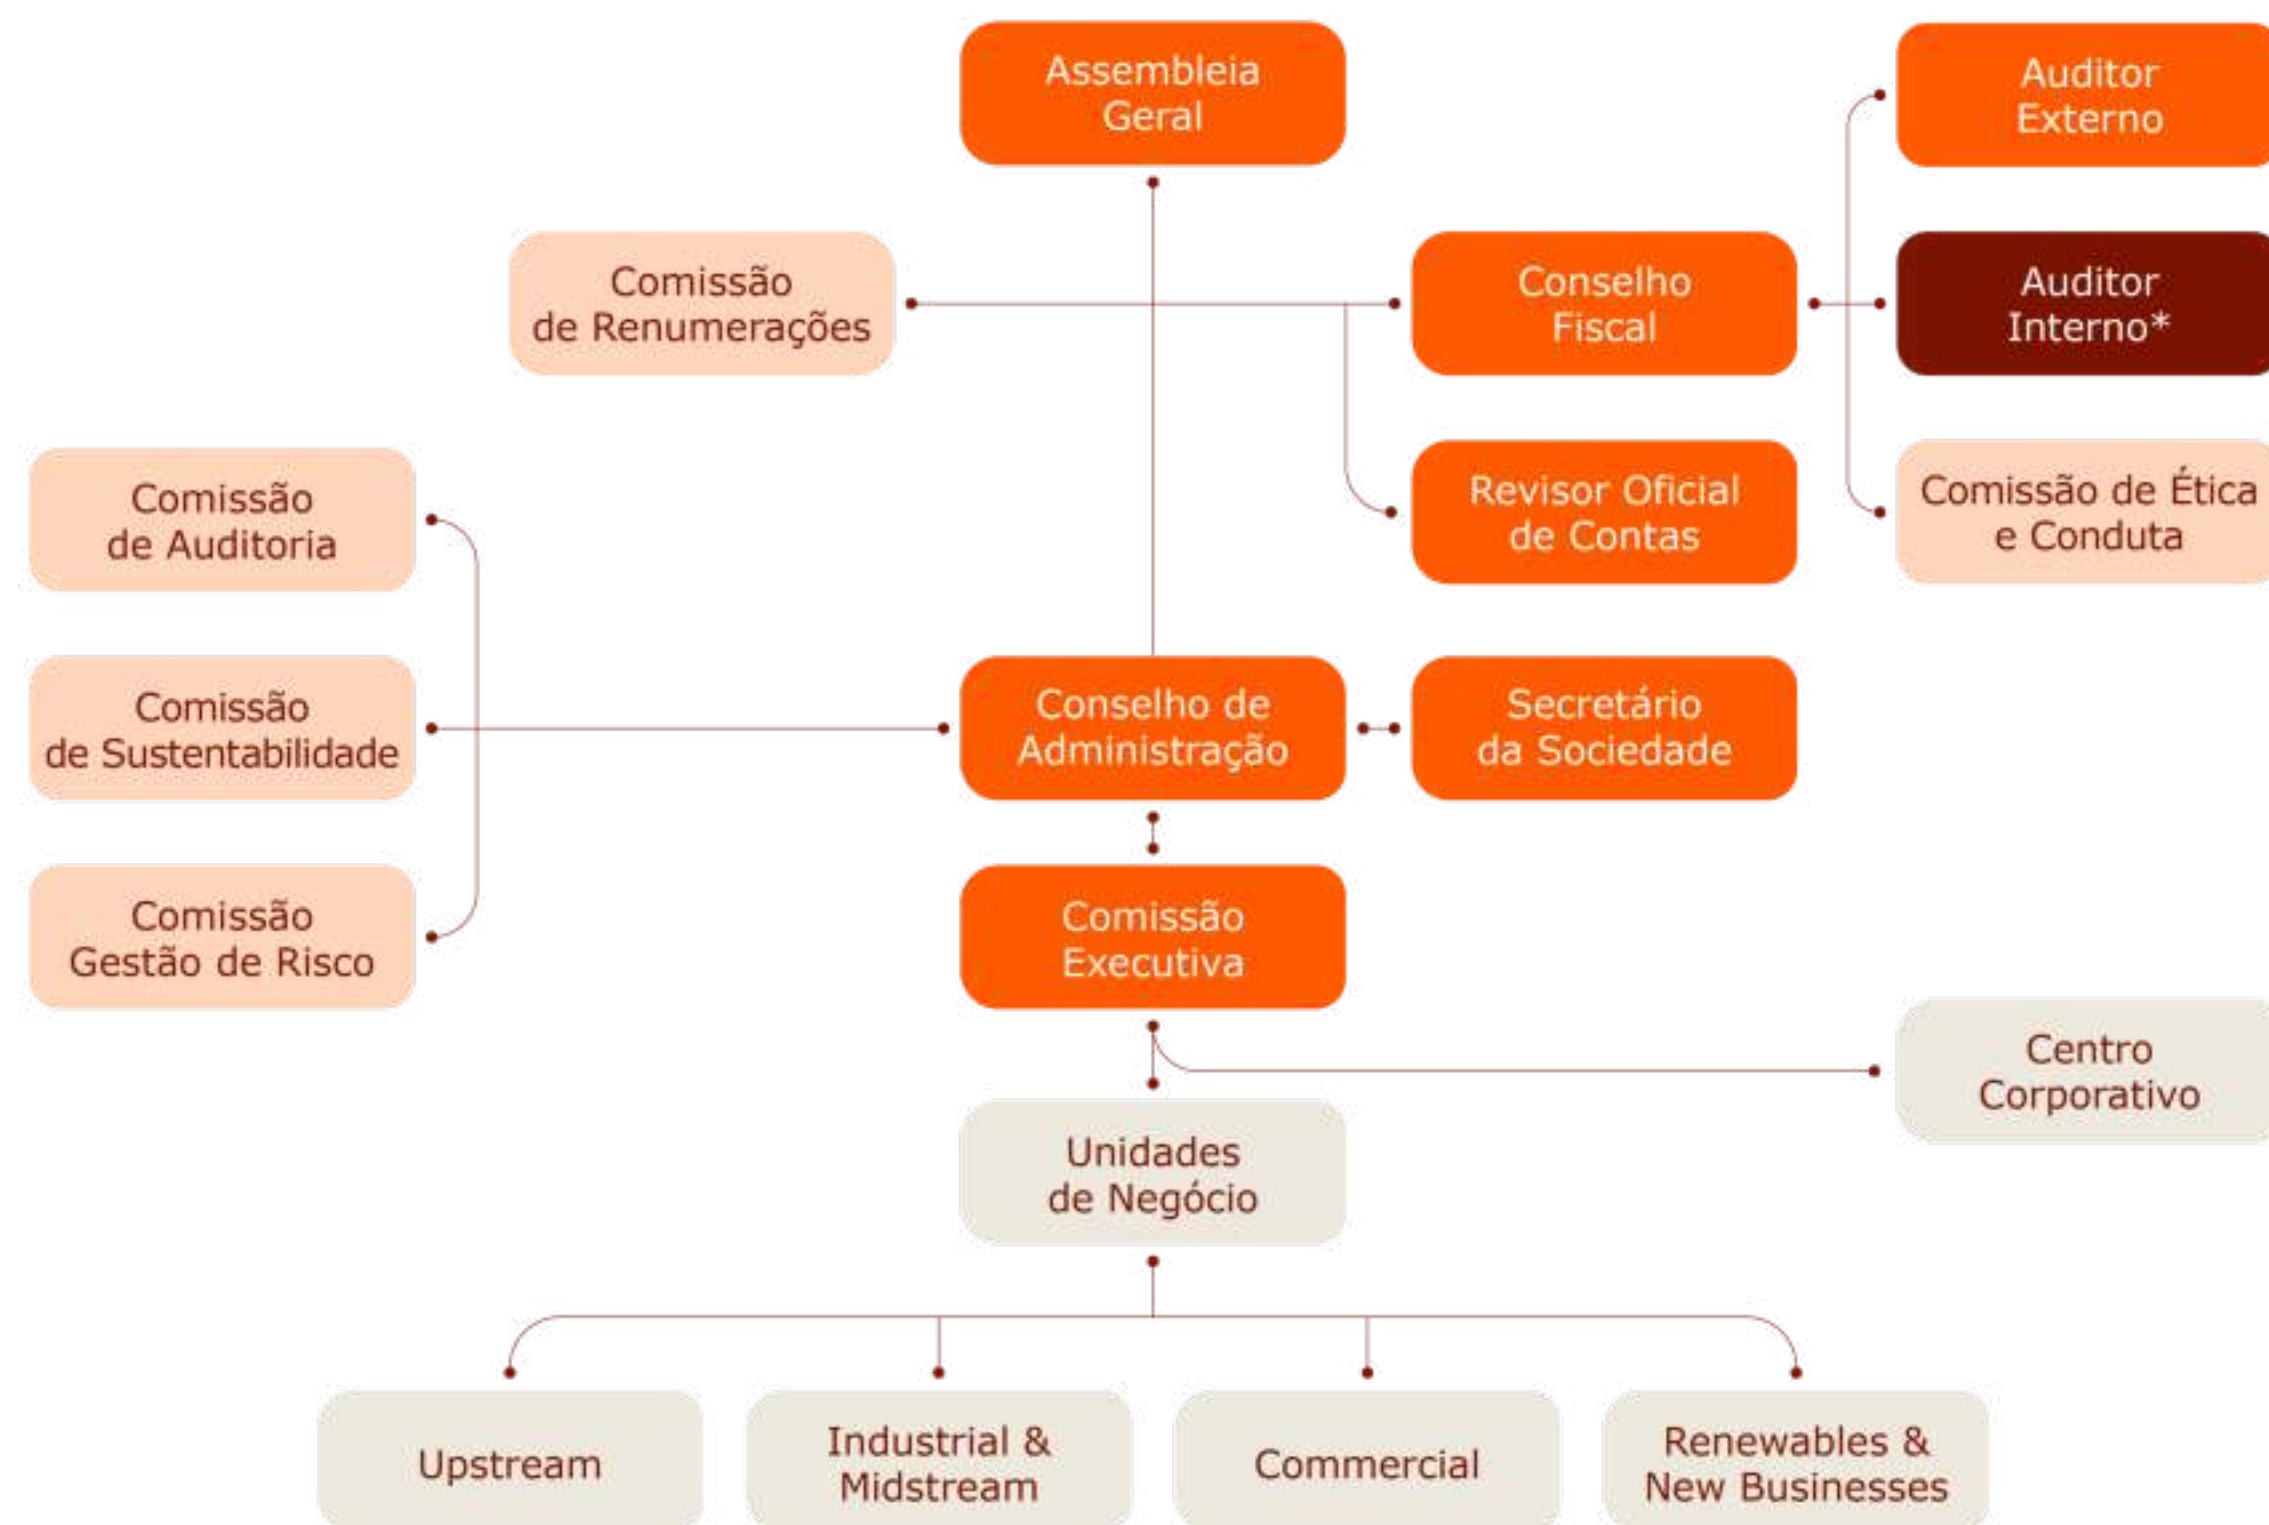 Assembleia
Geral
Auditor
Externo
Comissão
de Renumerações
Conselho
Fiscal
Auditor
Interno*
Comissão
de Auditoria
Revisor Oficial
de Contas
Comissão de Ética
e Conduta
Comissão
de Sustentabilidade
Conselho de
Administração
Secretário
da Sociedade
Comissão
Gestão de Risco
Comissão
Executiva
Centro
Corporativo
Unidades
de Negócio
Upstream
Industrial &
Midstream
Commercial
Renewables &
New Businesses